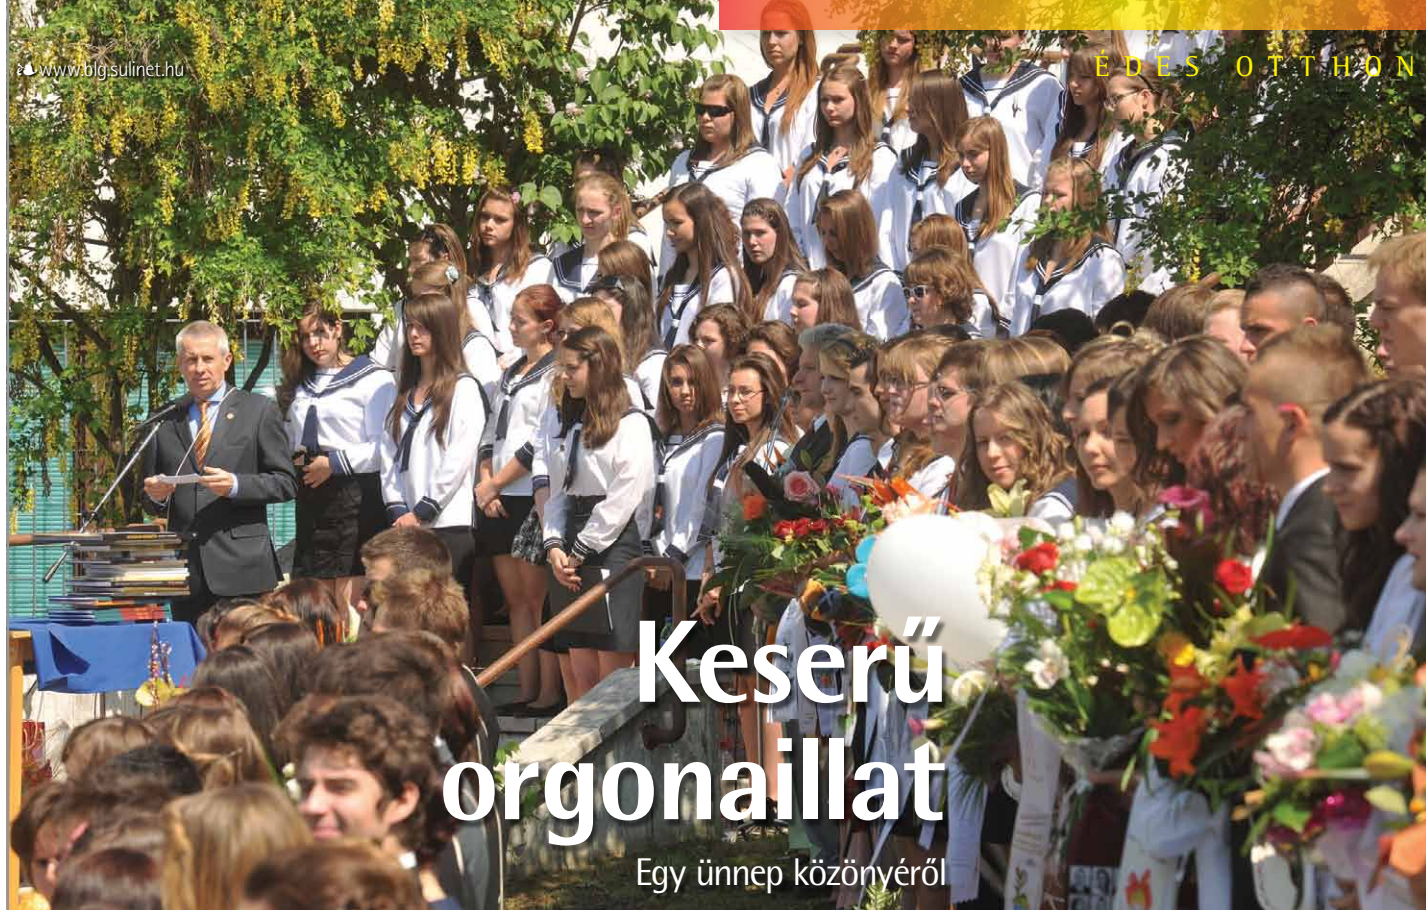 www.blg.sulinet.hu
ÉDES OTTHON
Keserű
orgonaillat
Egy ünnep közönyéről